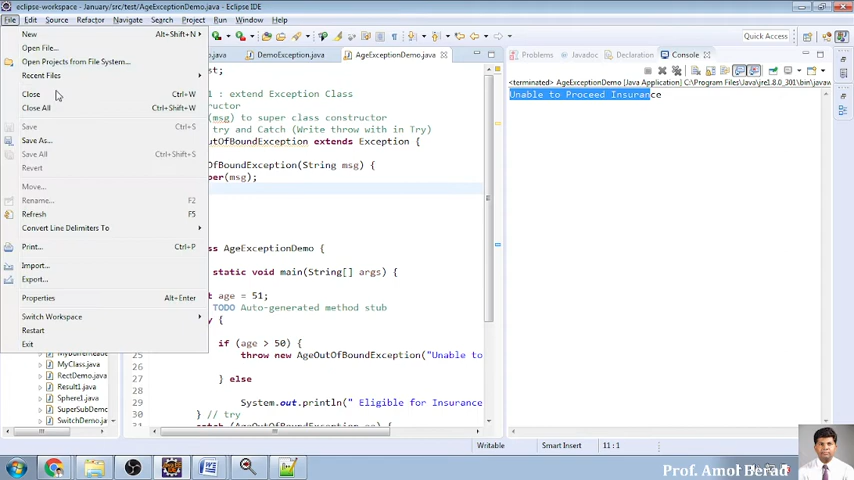 eclipse-workspace - January/src/test/AgeExceptionDemo.java - Eclipse IDE
File Edit Source Refactor Navigate Search Project Run Window Help
Quick Access
New Alt+Shift+N
Open File...
Open Projects from File System...
Recent Files
Close Ctrl+W
Close All Ctrl+Shift+W
Save Ctrl+S
Save As...
Save All Ctrl+Shift+S
Revert
Move...
Rename... F2
Refresh F5
Convert Line Delimiters To
Print... Ctrl+P
Import...
Export...
Properties Alt+Enter
Switch Workspace
Restart
Exit
MyClass.java
RectDemo.java
Result1.java
Sphere1.java
SuperSubDemo
SwitchDemo.ja
DemoException.java
AgeExceptionDemo.java
st;
1 : extend Exception Class
tructor
(msg) to super class constructor
try and Catch (Write throw with in Try)
utOfBoundException extends Exception {
OfBoundException(String msg) {
per(msg);
ss AgeExceptionDemo {
static void main(String[] args) {
t age = 51;
TODO Auto-generated method stub
y {
if (age > 50) {
25 throw new AgeOutOfBoundException("Unable to
26
27 } else
28
29 System.out.println(" Eligible for Insurance
30 } // try
Problems Javadoc Declaration Console
<terminated> AgeExceptionDemo [Java Application] C:\Program Files\Java\jre1.8.0_301\bin\javaw.e
Unable to Proceed Insurance
Writable Smart Insert 11 : 1
Prof. Amol Berad